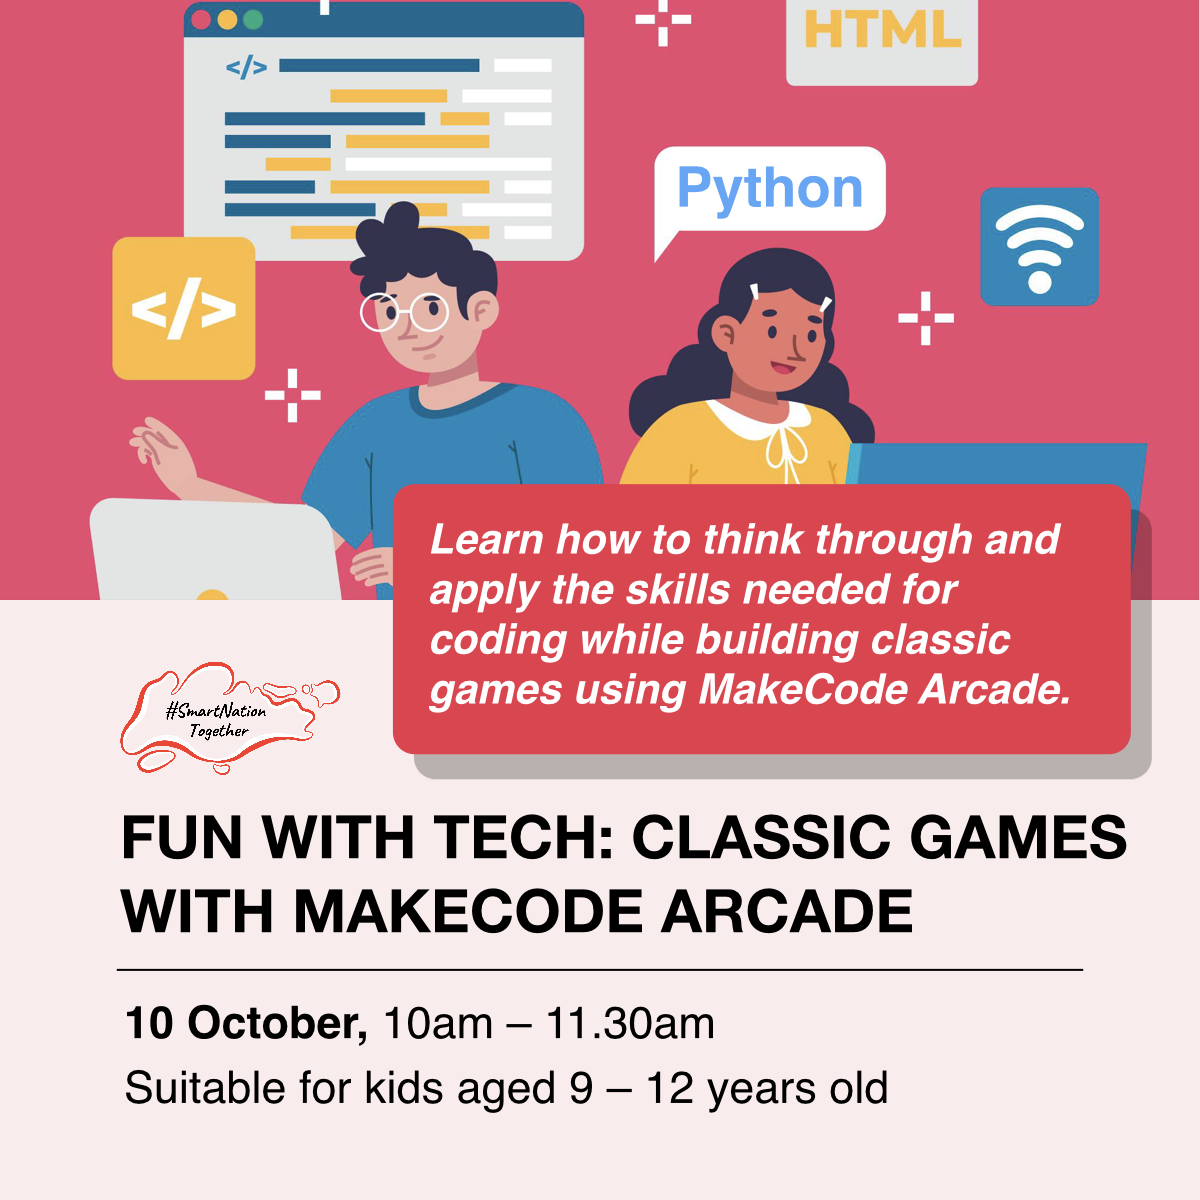 </>
HTML
Python
</>
Learn how to think through and
apply the skills needed for
coding while building classic
games using MakeCode Arcade.
#SmartNation
Together
FUN WITH TECH: CLASSIC GAMES
WITH MAKECODE ARCADE
10 October, 10am – 11.30am
Suitable for kids aged 9 – 12 years old